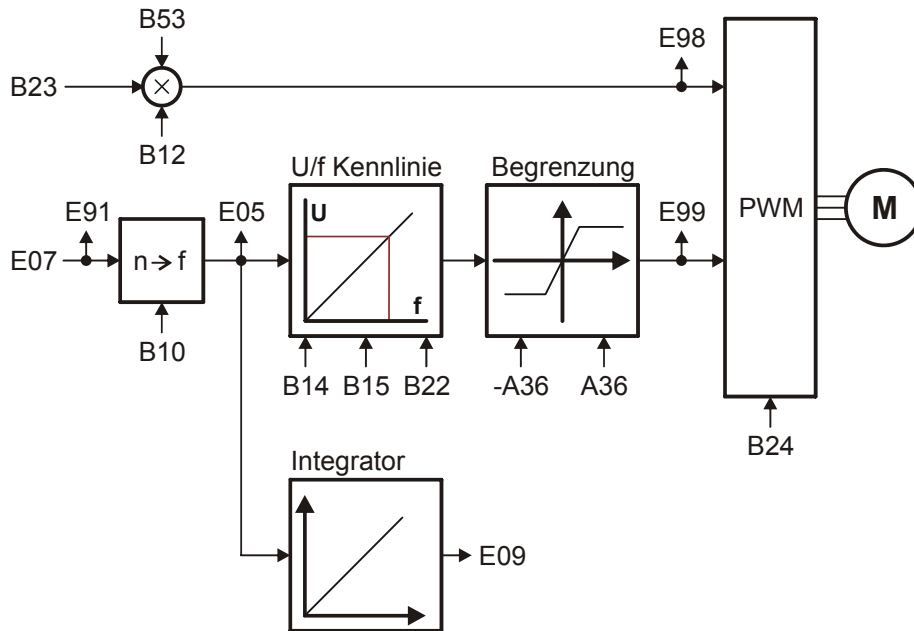 B53
E98
B23
×
B12
U/f Kennlinie
Begrenzung
E91
E05
U
E99
PWM
M
E07
n→f
f
B10
B14 B15 B22
-A36 A36
B24
Integrator
E09